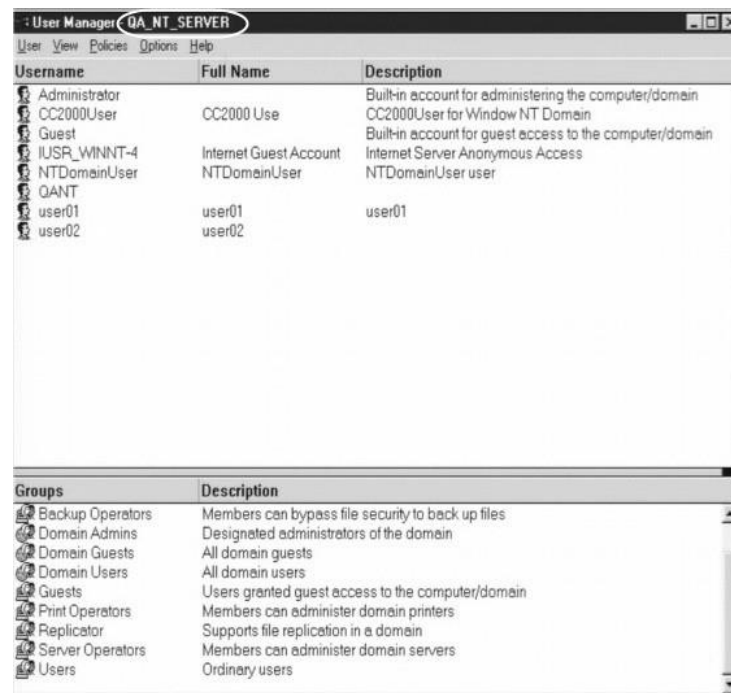 User Manager - QA_NT_SERVER
User View Policies Options Help
Username Full Name Description
Administrator Built-in account for administering the computer/domain
CC2000User CC2000 Use CC2000User for Window NT Domain
Guest Built-in account for guest access to the computer/domain
IUSR_WINNT-4 Internet Guest Account Internet Server Anonymous Access
NTDomainUser NTDomainUser NTDomainUser user
QANT
user01 user01 user01
user02 user02
Groups Description
Backup Operators Members can bypass file security to back up files
Domain Admins Designated administrators of the domain
Domain Guests All domain guests
Domain Users All domain users
Guests Users granted guest access to the computer/domain
Print Operators Members can administer domain printers
Replicator Supports file replication in a domain
Server Operators Members can administer domain servers
Users Ordinary users